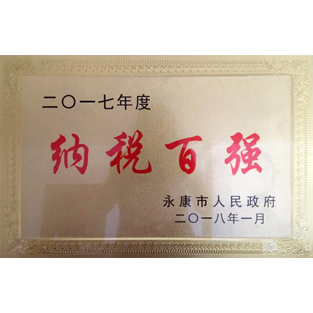 二〇一七年度
纳税百强
永康市人民政府
二〇一八年一月